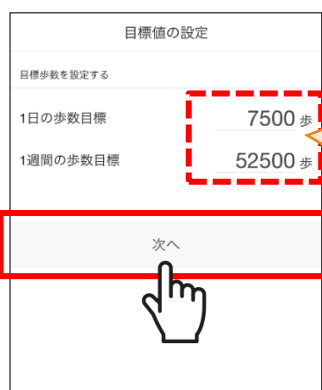 目標値の設定
目標歩数を設定する
1日の歩数目標 7500 歩
1週間の歩数目標 52500 歩
次へ